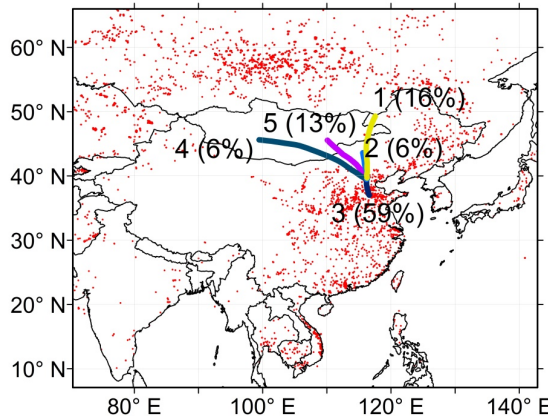 60° N
50° N
40° N
30° N
20° N
10° N
1 (16%)
5 (13%)
4 (6%)
2 (6%)
3 (59%)
80° E
100° E
120° E
140° E